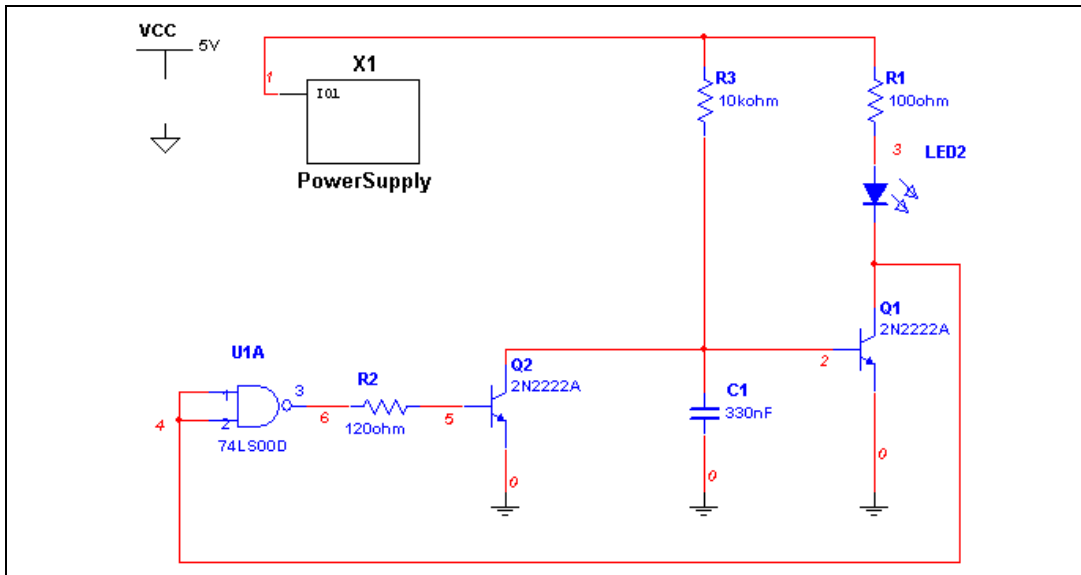 VCC
5V
X1
1
IO1
PowerSupply
R3
10kohm
R1
100ohm
3
LED2
Q1
2N2222A
U1A
1
2
3
74LS00D
4
6
R2
120ohm
5
Q2
2N2222A
2
C1
330nF
0
0
0